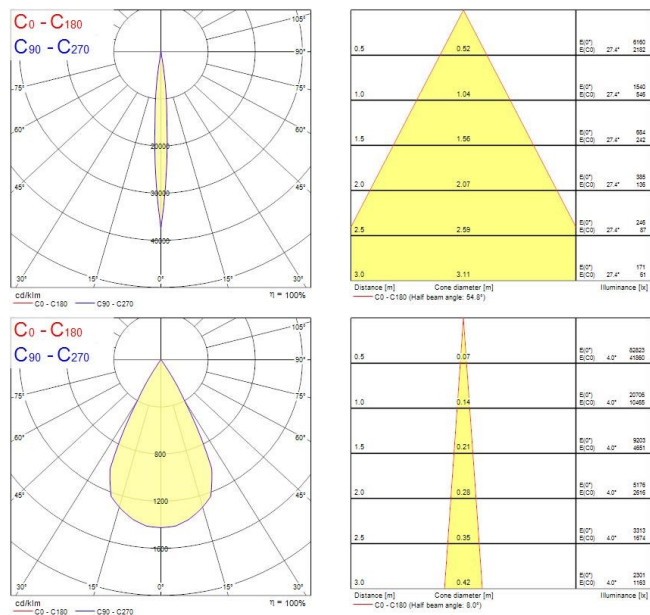 C0 - C180
C90 - C270
105°
90°
90°
75°
75°
60°
60°
45°
45°
20000
30000
40000
30°
15°
0°
15°
30°
cd/klm
η = 100%
C0 - C180
C90 - C270
0.5
0.52
E(0°)
E(C0)
27.4°
6160
2182
1.0
1.04
E(0°)
E(C0)
27.4°
1540
546
1.5
1.56
E(0°)
E(C0)
27.4°
684
242
2.0
2.07
E(0°)
E(C0)
27.4°
385
136
2.5
2.59
E(0°)
E(C0)
27.4°
246
87
3.0
3.11
E(0°)
E(C0)
27.4°
171
61
Distance [m]
Cone diameter [m]
Illuminance [lx]
C0 - C180 (Half beam angle: 54.8°)
C0 - C180
C90 - C270
105°
90°
75°
75°
60°
60°
45°
45°
800
1200
1600
30°
15°
0°
15°
30°
cd/klm
η = 100%
C0 - C180
C90 - C270
0.5
0.07
E(0°)
E(C0)
4.0°
82823
41860
1.0
0.14
E(0°)
E(C0)
4.0°
20706
10465
1.5
0.21
E(0°)
E(C0)
4.0°
9203
4651
2.0
0.28
E(0°)
E(C0)
4.0°
5176
2616
2.5
0.35
E(0°)
E(C0)
4.0°
3313
1674
3.0
0.42
E(0°)
E(C0)
4.0°
2301
1163
Distance [m]
Cone diameter [m]
Illuminance [lx]
C0 - C180 (Half beam angle: 8.0°)